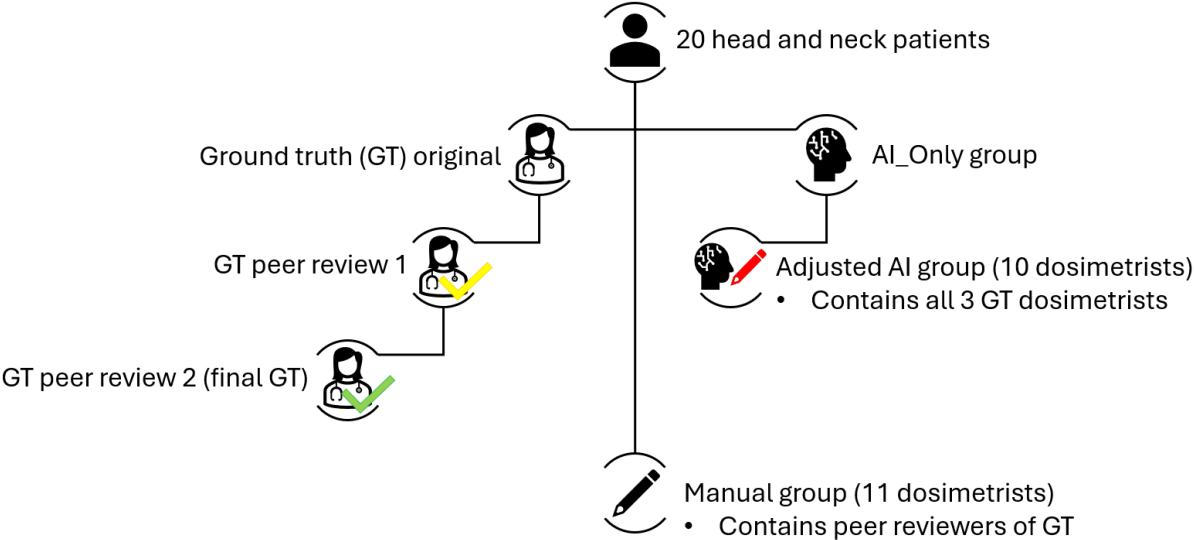 20 head and neck patients
Ground truth (GT) original
AI_Only group
GT peer review 1
Adjusted AI group (10 dosimetrists)
• Contains all 3 GT dosimetrists
GT peer review 2 (final GT)
Manual group (11 dosimetrists)
• Contains peer reviewers of GT